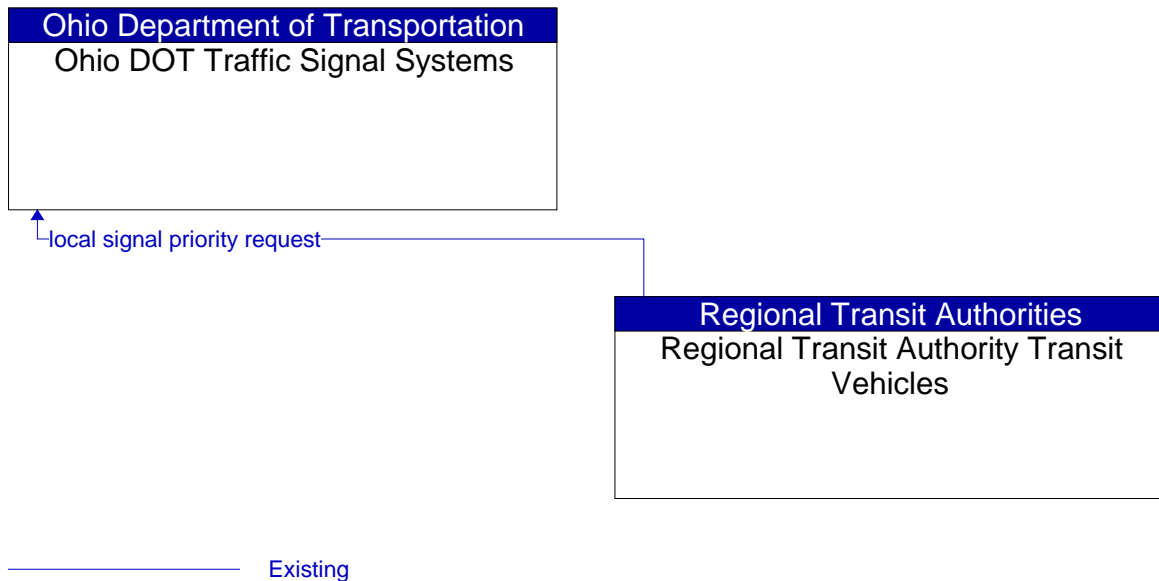 Ohio Department of Transportation
Ohio DOT Traffic Signal Systems
local signal priority request
Regional Transit Authorities
Regional Transit Authority Transit
Vehicles
Existing